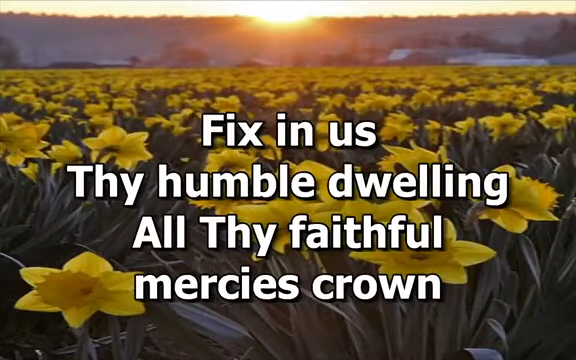 Fix in us
Thy humble dwelling
All Thy faithful
mercies crown